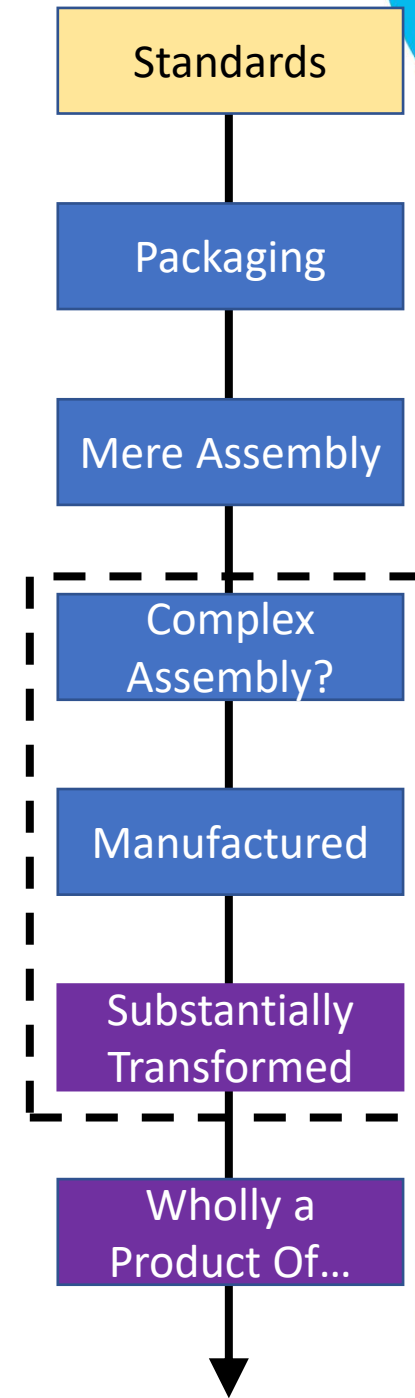 Standards
Packaging
Mere Assembly
Complex
Assembly?
Manufactured
Substantially
Transformed
Wholly a
Product Of...